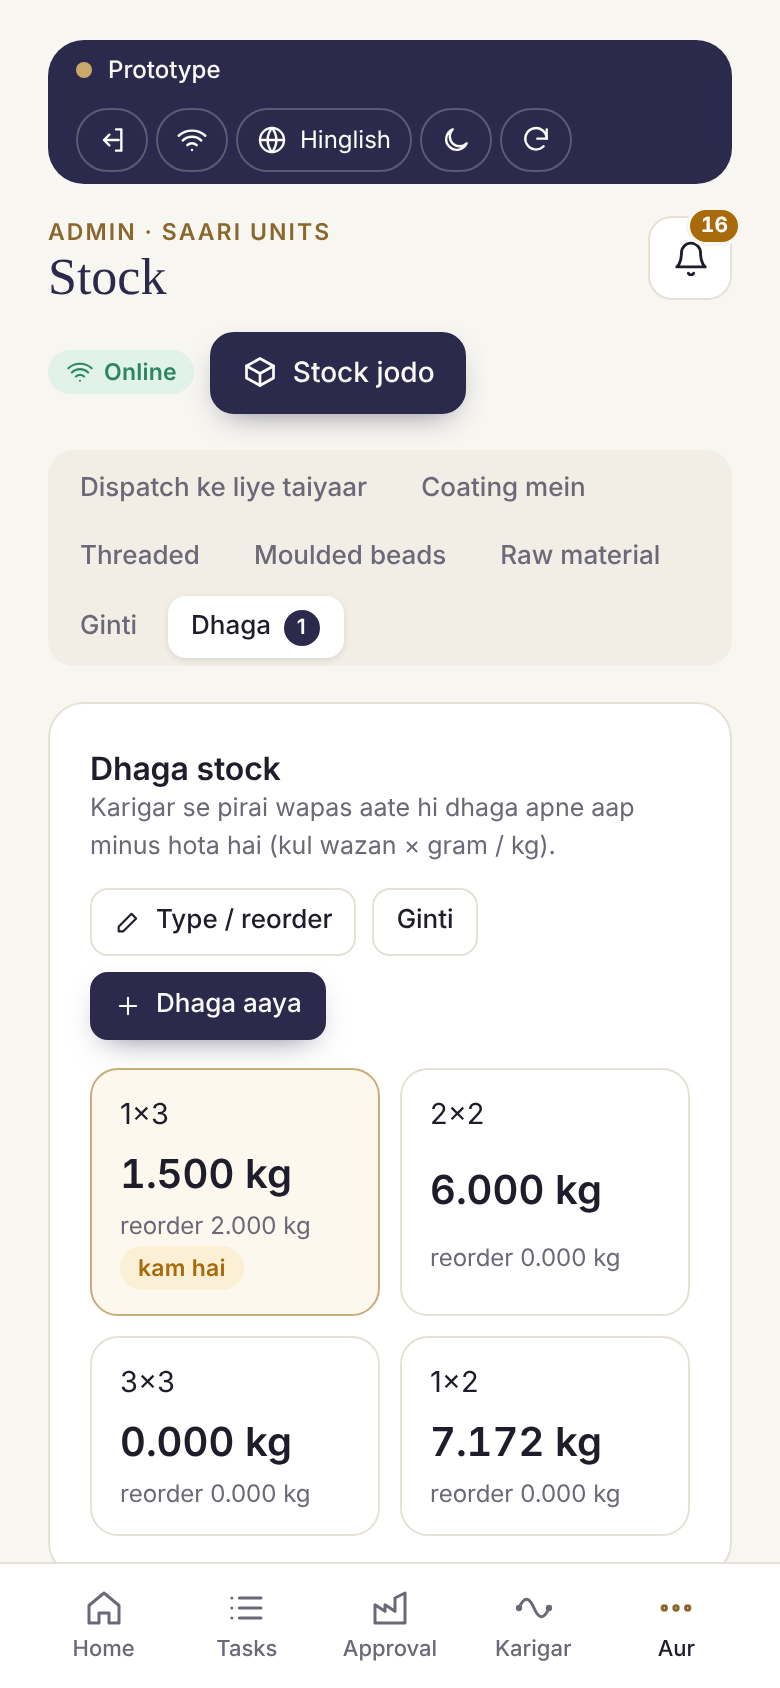 Prototype
Hinglish
ADMIN · SAARI UNITS
16
Stock
Online
Stock jodo
Dispatch ke liye taiyaar Coating mein
Threaded Moulded beads Raw material
Ginti Dhaga 1
Dhaga stock
Karigar se pirai wapas aate hi dhaga apne aap
minus hota hai (kul wazan × gram / kg).
Type / reorder Ginti
Dhaga aaya
1×3
1.500 kg
reorder 2.000 kg
kam hai
2×2
6.000 kg
reorder 0.000 kg
3×3
0.000 kg
reorder 0.000 kg
1×2
7.172 kg
reorder 0.000 kg
Home Tasks Approval Karigar Aur